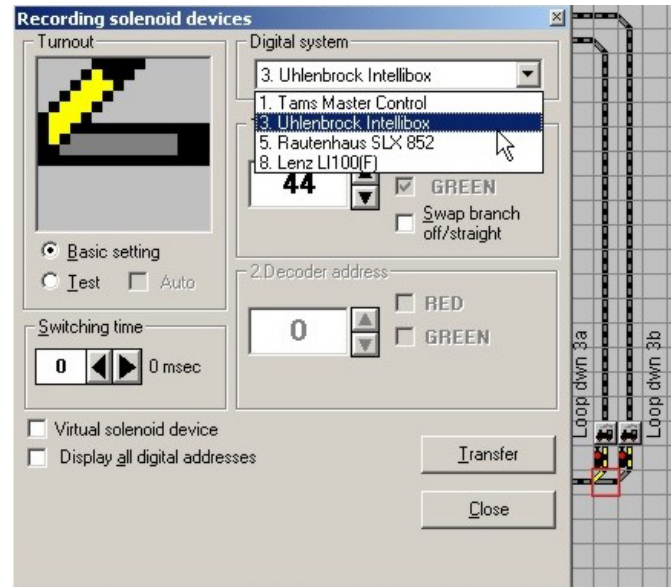 Recording solenoid devices
Turnout
Basic setting
Test
Auto
Switching time
0
0 msec
Digital system
3. Uhlenbrock Intellibox
1. Tams Master Control
3. Uhlenbrock Intellibox
5. Rautenhaus SLX 852
8. Lenz LI100(F)
44
GREEN
Swap branch
off/straight
2.Decoder address
0
RED
GREEN
Virtual solenoid device
Display all digital addresses
Transfer
Close
Loop dwn 3a
Loop dwn 3b